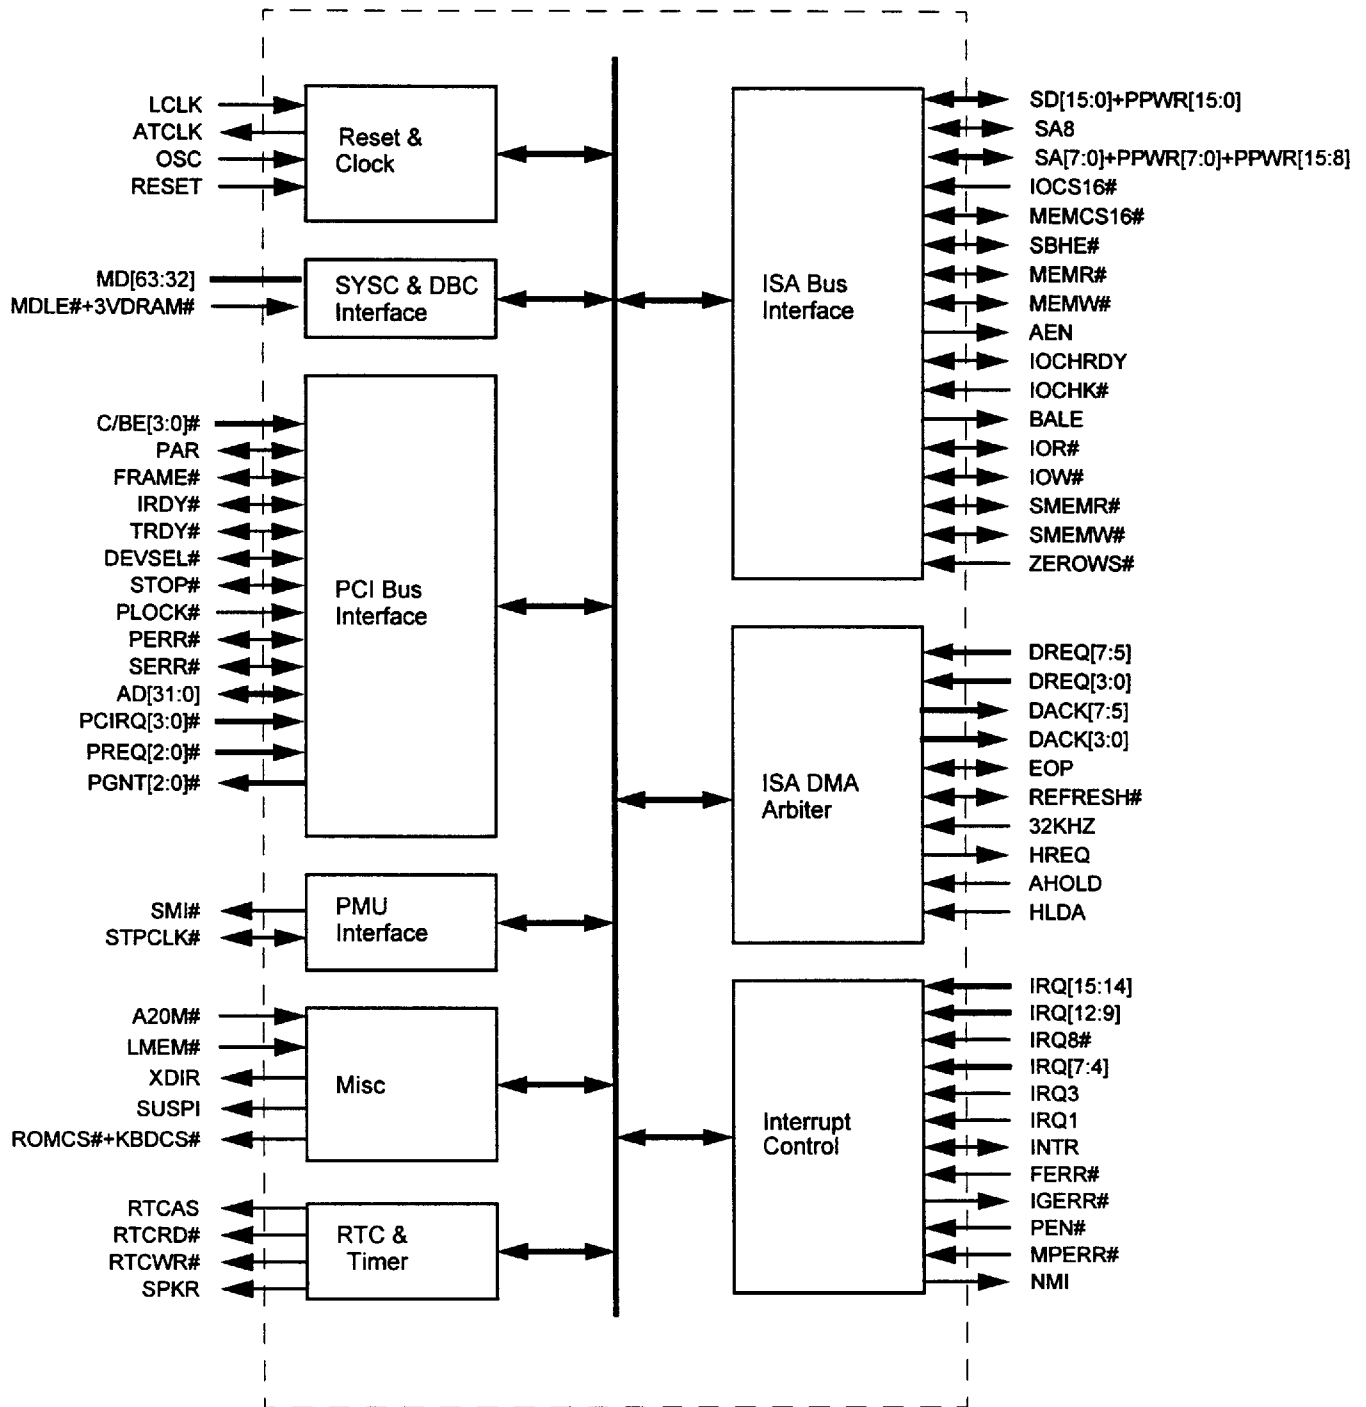 LCLK
ATCLK
OSC
RESET
Reset &
Clock
MD[63:32]
MDLE#+3VDRAM#
SYSC & DBC
Interface
C/BE[3:0]#
PAR
FRAME#
IRDY#
TRDY#
DEVSEL#
STOP#
PLOCK#
PERR#
SERR#
AD[31:0]
PCIRQ[3:0]#
PREQ[2:0]#
PGNT[2:0]#
PCI Bus
Interface
SMI#
STPCLK#
PMU
Interface
A20M#
LMEM#
XDIR
SUSPI
ROMCS#+KBDCS#
Misc
RTCAS
RTCRD#
RTCWR#
SPKR
RTC &
Timer
ISA Bus
Interface
SD[15:0]+PPWR[15:0]
SA8
SA[7:0]+PPWR[7:0]+PPWR[15:8]
IOCS16#
MEMCS16#
SBHE#
MEMR#
MEMW#
AEN
IOCHRDY
IOCHK#
BALE
IOR#
IOW#
SMEMR#
SMEMW#
ZEROWS#
ISA DMA
Arbiter
DREQ[7:5]
DREQ[3:0]
DACK[7:5]
DACK[3:0]
EOP
REFRESH#
32KHZ
HREQ
AHOLD
HLDA
Interrupt
Control
IRQ[15:14]
IRQ[12:9]
IRQ8#
IRQ[7:4]
IRQ3
IRQ1
INTR
FERR#
IGERR#
PEN#
MPERR#
NMI